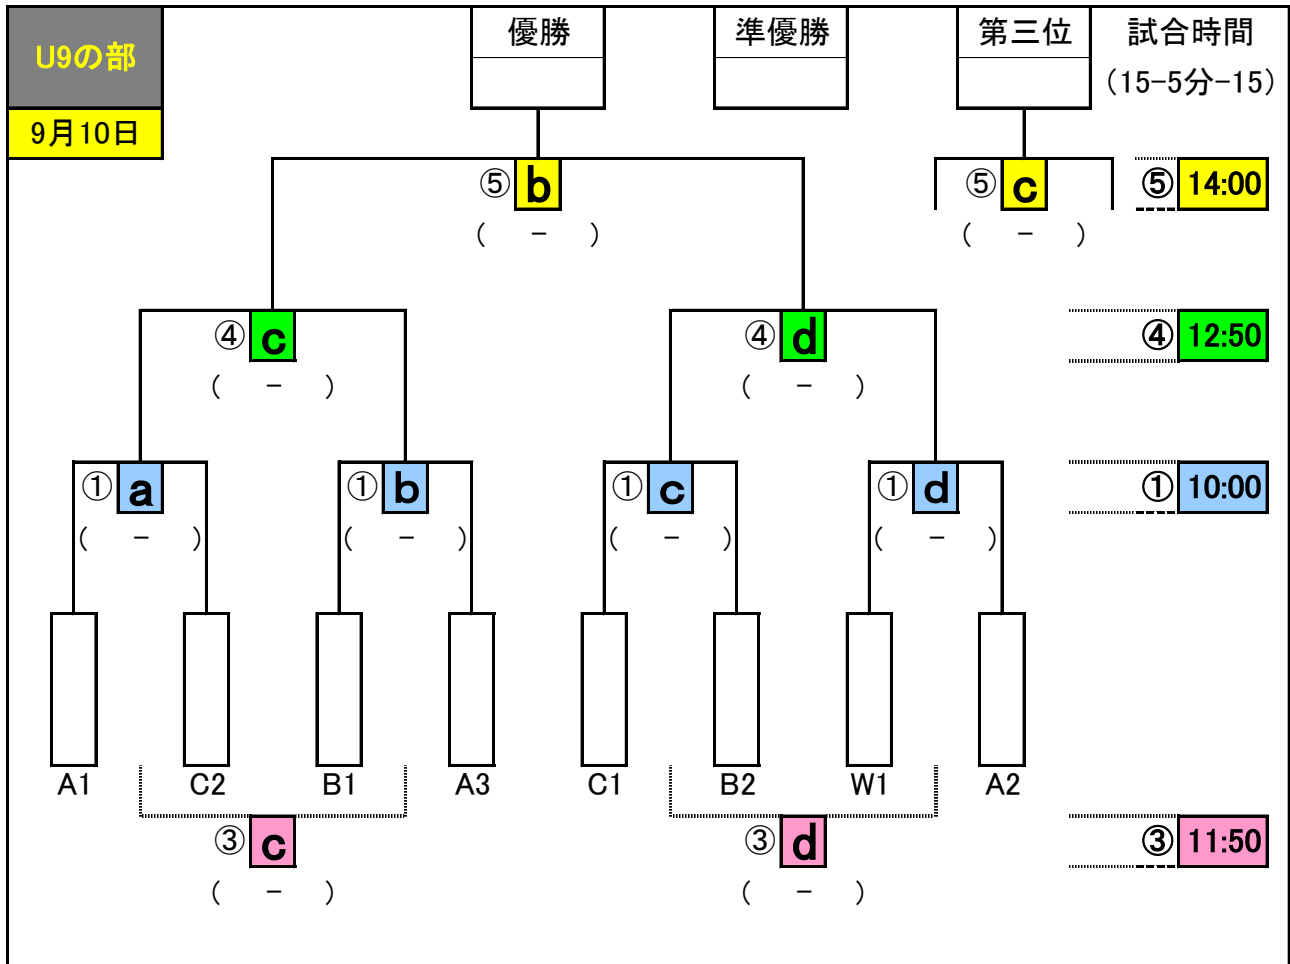 U9の部 優勝 準優勝 第三位 試合時間
(15-5分-15)
9月10日
⑤ b ⑤ c ⑤ 14:00
( - ) ( - )
④ c ④ d ④ 12:50
( - ) ( - )
① a ① b ① c ① d ① 10:00
( - ) ( - ) ( - ) ( - )
A1 C2 B1 A3 C1 B2 W1 A2
③ c ③ d ③ 11:50
( - ) ( - )